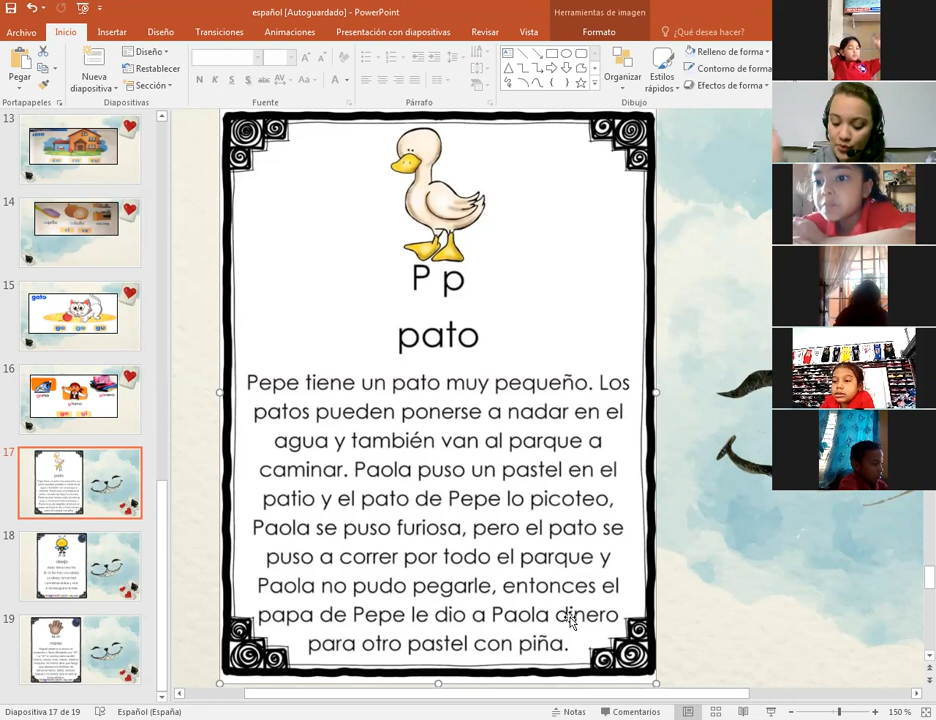 español [Autoguardado] - PowerPoint
Herramientas de imagen
Archivo Inicio Insertar Diseño Transiciones Animaciones Presentación con diapositivas Revisar Vista Formato ¿Qué desea hacer?
Pegar
Nueva diapositiva
Diseño
Restablecer
Sección
N K S S abc AV Aa A
Organizar
Estilos rápidos
Relleno de forma
Contorno de forma
Efectos de forma
Portapapeles Diapositivas Fuente Párrafo Dibujo
13
14
15
gato
16
17
pato
18
19
P p
pato
Pepe tiene un pato muy pequeño. Los
patos pueden ponerse a nadar en el
agua y también van al parque a
caminar. Paola puso un pastel en el
patio y el pato de Pepe lo picoteo,
Paola se puso furiosa, pero el pato se
puso a correr por todo el parque y
Paola no pudo pegarle, entonces el
papa de Pepe le dio a Paola dinero
para otro pastel con piña.
Diapositiva 17 de 19 Español (España) Notas Comentarios 150 %